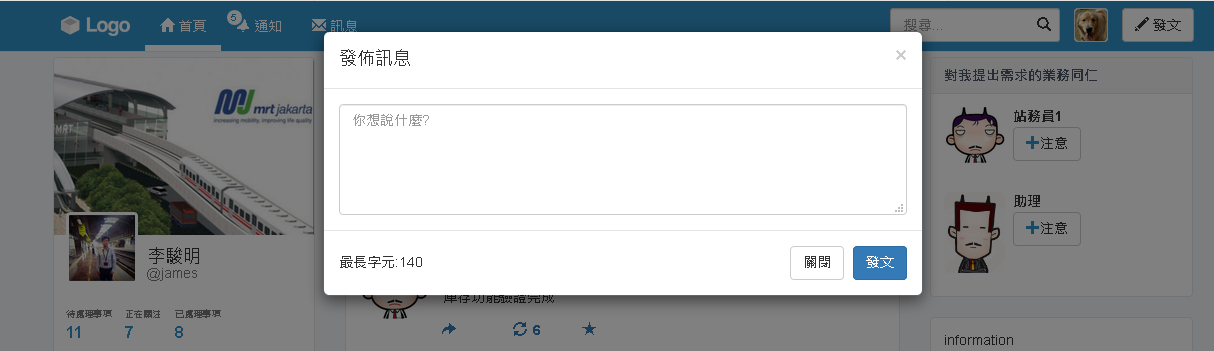 Logo
首頁
5
通知
訊息
搜尋...
發文
發佈訊息
×
你想說什麼?
最長字元:140
關閉
發文
mrt jakarta
increasing mobility, improving life quality
MRT
李駿明
@james
待處理事項 正在關注 已處理事項
11 7 8
庫存功能驗證完成
6
對我提出需求的業務同仁
站務員1
注意
助理
注意
information